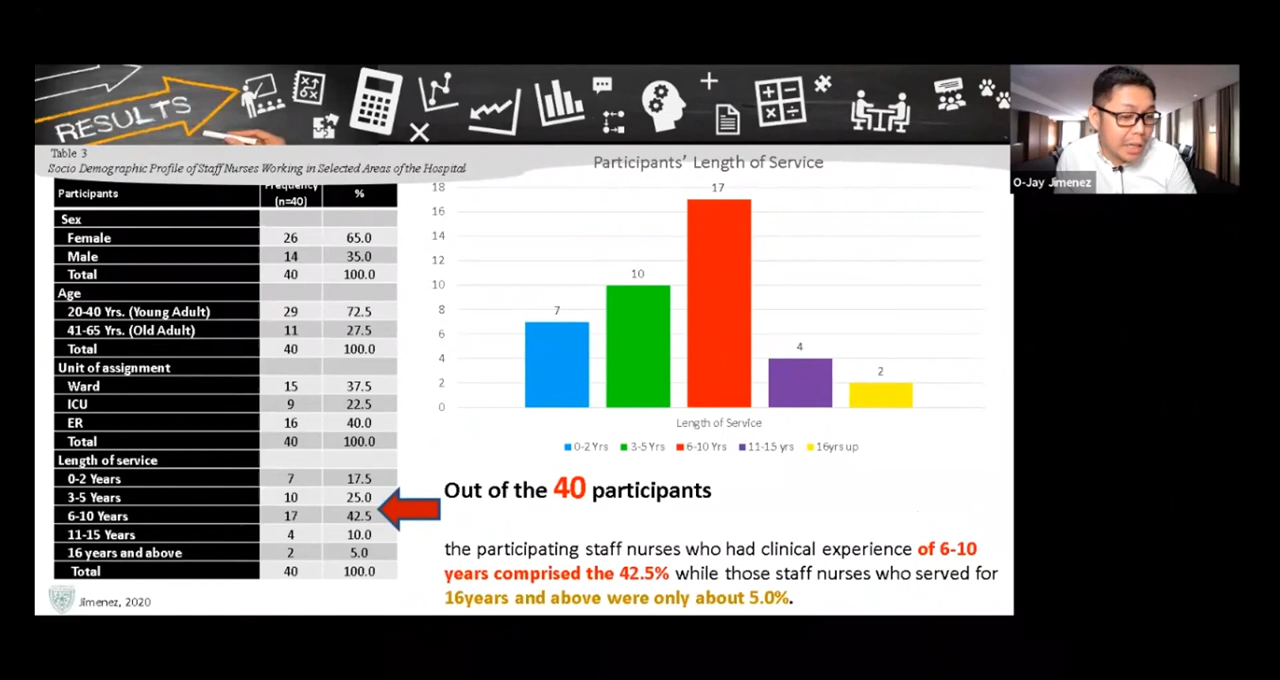 RESULTS
Table 3
Socio Demographic Profile of Staff Nurses Working in Selected Areas of the Hospital
Participants Frequency (n=40) %
Sex
Female 26 65.0
Male 14 35.0
Total 40 100.0
Age
20-40 Yrs. (Young Adult) 29 72.5
41-65 Yrs. (Old Adult) 11 27.5
Total 40 100.0
Unit of assignment
Ward 15 37.5
ICU 9 22.5
ER 16 40.0
Total 40 100.0
Length of service
0-2 Years 7 17.5
3-5 Years 10 25.0
6-10 Years 17 42.5
11-15 Years 4 10.0
16 years and above 2 5.0
Total 40 100.0
Jimenez, 2020
Participants' Length of Service
18
16
14
12
10
8
6
4
2
0
7
10
17
4
2
Length of Service
0-2 Yrs 3-5 Yrs 6-10 Yrs 11-15 yrs 16yrs up
Out of the 40 participants
the participating staff nurses who had clinical experience of 6-10
years comprised the 42.5% while those staff nurses who served for
16years and above were only about 5.0%.
O-Jay Jimenez